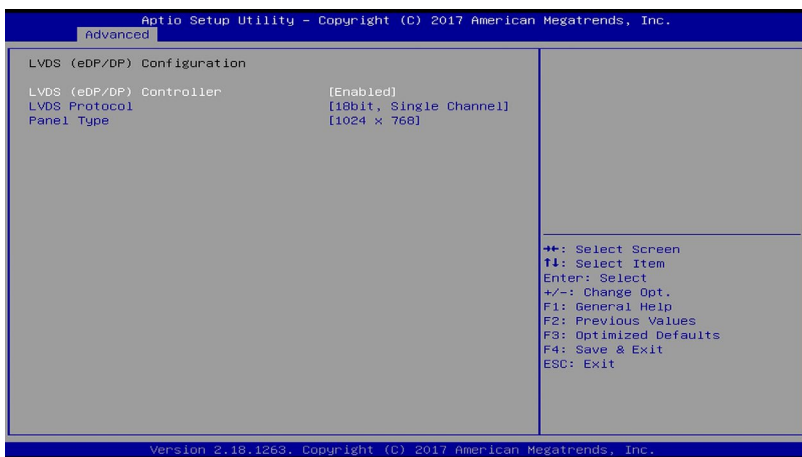 Aptio Setup Utility – Copyright (C) 2017 American Megatrends, Inc.
Advanced
LVDS (eDP/DP) Configuration
LVDS (eDP/DP) Controller [Enabled]
LVDS Protocol [18bit, Single Channel]
Panel Type [1024 x 768]
→←: Select Screen
↑↓: Select Item
Enter: Select
+/-: Change Opt.
F1: General Help
F2: Previous Values
F3: Optimized Defaults
F4: Save & Exit
ESC: Exit
Version 2.18.1263. Copyright (C) 2017 American Megatrends, Inc.